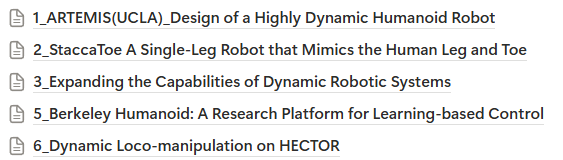 1_ARTEMIS(UCLA)_Design of a Highly Dynamic Humanoid Robot
2_StaccaToe A Single-Leg Robot that Mimics the Human Leg and Toe
3_Expanding the Capabilities of Dynamic Robotic Systems
5_Berkeley Humanoid: A Research Platform for Learning-based Control
6_Dynamic Loco-manipulation on HECTOR